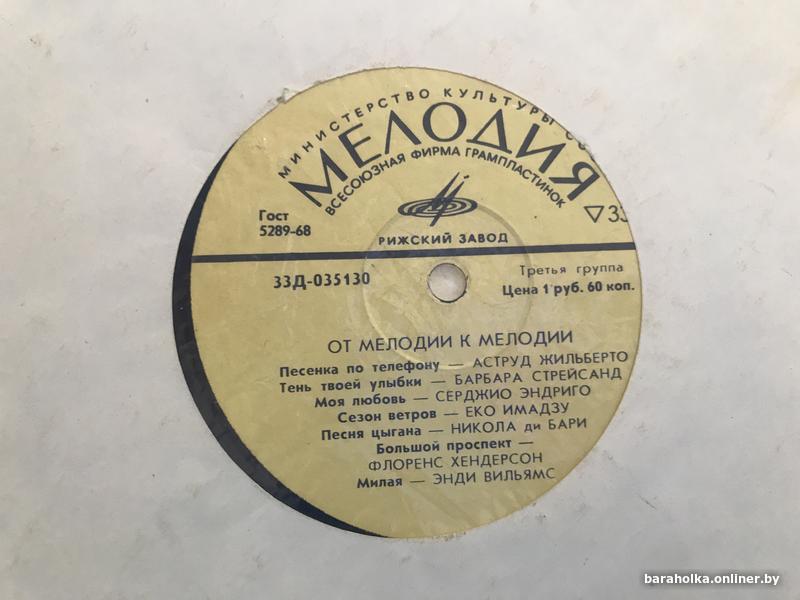 МИНИСТЕРСТВО КУЛЬТУРЫ
МЕЛОДИЯ
ВСЕСОЮЗНАЯ ФИРМА ГРАМПЛАСТИНОК
Гост
5289-68
▽33
РИЖСКИЙ ЗАВОД
33Д-035130
Третья группа
Цена 1 руб. 60 коп.
ОТ МЕЛОДИИ К МЕЛОДИИ
Песенка по телефону — АСТРУД ЖИЛЬБЕРТО
Тень твоей улыбки — БАРБАРА СТРЕЙСАНД
Моя любовь — СЕРДЖИО ЭНДРИГО
Сезон ветров — ЕКО ИМАДЗУ
Песня цыгана — НИКОЛА ди БАРИ
Большой проспект —
ФЛОРЕНС ХЕНДЕРСОН
Милая — ЭНДИ ВИЛЬЯМС
baraholka.onliner.by